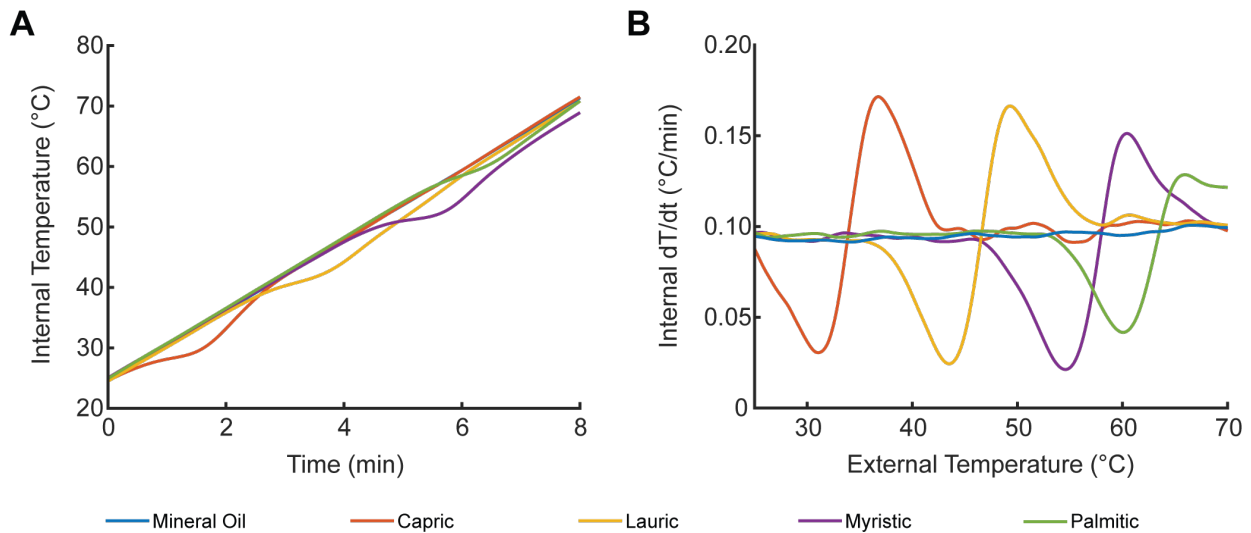 A
80
70
60
50
40
30
20
0
2
4
6
8
Internal Temperature (°C)
Time (min)
B
0.20
0.15
0.10
0.05
0
30
40
50
60
70
Internal dT/dt (°C/min)
External Temperature (°C)
Mineral Oil
Capric
Lauric
Myristic
Palmitic